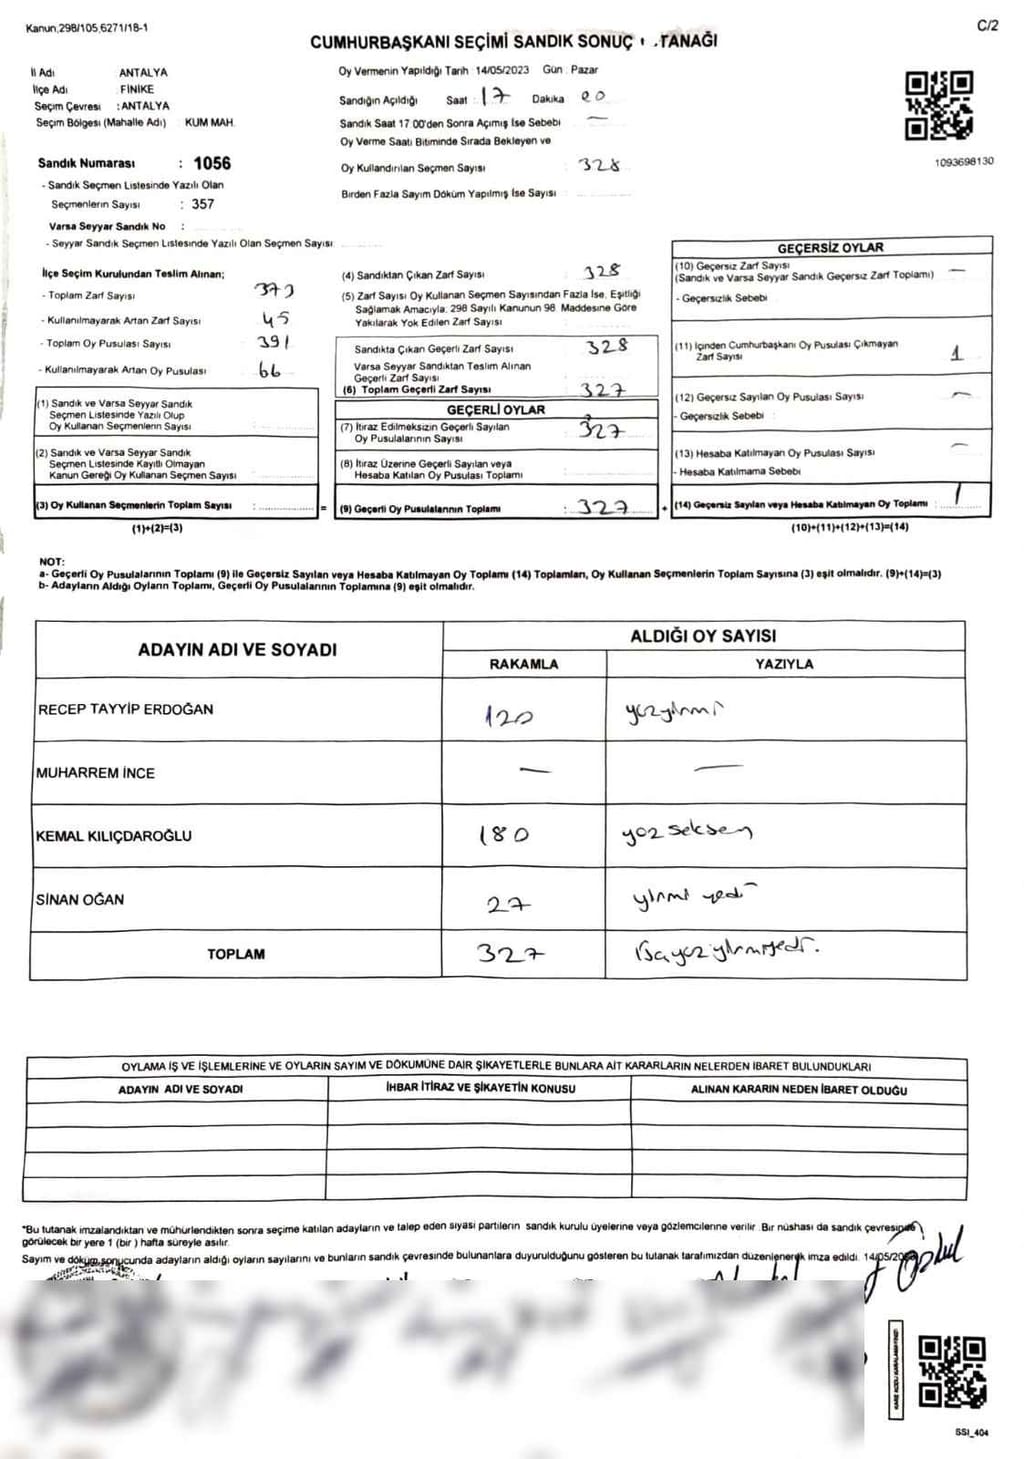 Kanun,298/105,6271/18-1
C/2
CUMHURBAŞKANI SEÇİMİ SANDIK SONUÇ TANAĞI
İl Adı ANTALYA
İlçe Adı FİNİKE
Seçim Çevresi : ANTALYA
Seçim Bölgesi (Mahalle Adı) KUM MAH.
Sandık Numarası : 1056
- Sandık Seçmen Listesinde Yazılı Olan
Seçmenlerin Sayısı : 357
Varsa Seyyar Sandık No :
- Seyyar Sandık Seçmen Listesinde Yazılı Olan Seçmen Sayısı
Oy Vermenin Yapıldığı Tarih 14/05/2023 Gün Pazar
Sandığın Açıldığı Saat 17 Dakika 20
Sandık Saat 17 00'den Sonra Açımış İse Sebebi —
Oy Verme Saati Bitiminde Sırada Bekleyen ve
Oy Kullandırılan Seçmen Sayısı : 328
Birden Fazla Sayım Döküm Yapılmış İse Sayısı
1093698130
İlçe Seçim Kurulundan Teslim Alınan;
- Toplam Zarf Sayısı
- Kullanılmayarak Artan Zarf Sayısı 45
- Toplam Oy Pusulası Sayısı 391
- Kullanılmayarak Artan Oy Pusulası 66
(1) Sandık ve Varsa Seyyar Sandık
Seçmen Listesinde Yazılı Olup
Oy Kullanan Seçmenlerin Sayısı
(2) Sandık ve Varsa Seyyar Sandık
Seçmen Listesinde Kayıtlı Olmayan
Kanun Gereği Oy Kullanan Seçmen Sayısı
(3) Oy Kullanan Seçmenlerin Toplam Sayısı : =
(1)+(2)=(3)
(4) Sandıktan Çıkan Zarf Sayısı : 328
(5) Zarf Sayısı Oy Kullanan Seçmen Sayısından Fazla İse, Eşitliği
Sağlamak Amacıyla, 298 Sayılı Kanunun 98. Maddesine Göre
Yakılarak Yok Edilen Zarf Sayısı
Sandıkta Çıkan Geçerli Zarf Sayısı 328
Varsa Seyyar Sandıktan Teslim Alınan
Geçerli Zarf Sayısı
(6) Toplam Geçerli Zarf Sayısı 327
GEÇERLİ OYLAR
(7) İtiraz Edilmeksizin Geçerli Sayılan
Oy Pusulalarının Sayısı : 327
(8) İtiraz Üzerine Geçerli Sayılan veya
Hesaba Katılan Oy Pusulası Toplamı
(9) Geçerli Oy Pusulalarının Toplamı : 327 +
GEÇERSİZ OYLAR
(10) Geçersiz Zarf Sayısı
(Sandık ve Varsa Seyyar Sandık Geçersiz Zarf Toplamı) —
- Geçersizlik Sebebi
(11) İçinden Cumhurbaşkanı Oy Pusulası Çıkmayan
Zarf Sayısı 1
(12) Geçersiz Sayılan Oy Pusulası Sayısı —
- Geçersizlik Sebebi :
(13) Hesaba Katılmayan Oy Pusulası Sayısı —
- Hesaba Katılmama Sebebi
(14) Geçersiz Sayılan veya Hesaba Katılmayan Oy Toplamı : 1
(10)+(11)+(12)+(13)=(14)
NOT:
a- Geçerli Oy Pusulalarının Toplamı (9) ile Geçersiz Sayılan veya Hesaba Katılmayan Oy Toplamı (14) Toplamları, Oy Kullanan Seçmenlerin Toplam Sayısına (3) eşit olmalıdır. (9)+(14)=(3)
b- Adayların Aldığı Oyların Toplamı, Geçerli Oy Pusulalarının Toplamına (9) eşit olmalıdır.
ADAYIN ADI VE SOYADI
ALDIĞI OY SAYISI
RAKAMLA YAZIYLA
RECEP TAYYİP ERDOĞAN 120 yüzyirmi
MUHARREM İNCE — —
KEMAL KILIÇDAROĞLU 180 yüz seksen
SİNAN OĞAN 27 yirmi yedi
TOPLAM 327 üçyüz yirmiyedi.
OYLAMA İŞ VE İŞLEMLERİNE VE OYLARIN SAYIM VE DÖKÜMÜNE DAİR ŞİKAYETLERLE BUNLARA AİT KARARLARIN NELERDEN İBARET BULUNDUKLARI
ADAYIN ADI VE SOYADI İHBAR İTİRAZ VE ŞİKAYETİN KONUSU ALINAN KARARIN NEDEN İBARET OLDUĞU
*Bu tutanak imzalandıktan ve mühürlendikten sonra seçime katılan adayların ve talep eden siyasi partilerin sandık kurulu üyelerine veya gözlemcilerine verilir. Bir nüshası da sandık çevresinde
görülecek bir yere 1 (bir) hafta süreyle asılır.
Sayım ve döküm sonucunda adayların aldığı oyların sayılarını ve bunların sandık çevresinde bulunanlara duyurulduğunu gösteren bu tutanak tarafımızdan düzenlenerek imza edildi. 14/05/20
KARE KODU KARALAMAYINIZ!
SSI_404